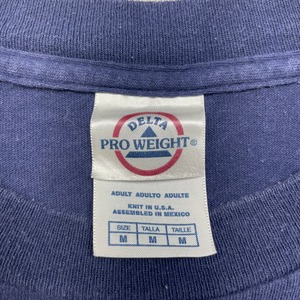 DELTA
PRO WEIGHT®
ADULT ADULTO ADULTE
KNIT IN U.S.A.
ASSEMBLED IN MEXICO
SIZE TALLA TAILLE
M M M